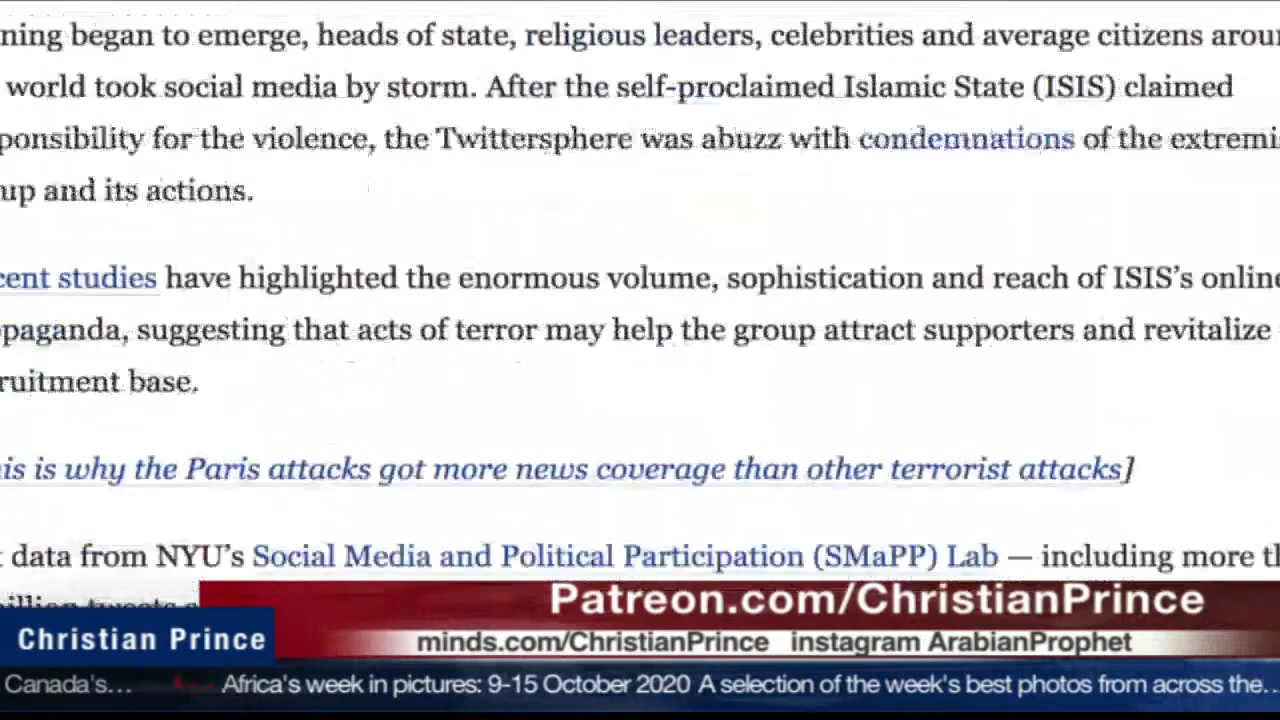 ning began to emerge, heads of state, religious leaders, celebrities and average citizens arou
world took social media by storm. After the self-proclaimed Islamic State (ISIS) claimed
ponsibility for the violence, the Twittersphere was abuzz with condemnations of the extremis
up and its actions.
cent studies have highlighted the enormous volume, sophistication and reach of ISIS's online
paganda, suggesting that acts of terror may help the group attract supporters and revitalize
ruitment base.
is is why the Paris attacks got more news coverage than other terrorist attacks]
data from NYU's Social Media and Political Participation (SMaPP) Lab — including more th
Patreon.com/ChristianPrince
Christian Prince
minds.com/ChristianPrince instagram ArabianProphet
Canada's... Africa's week in pictures: 9-15 October 2020 A selection of the week's best photos from across the...